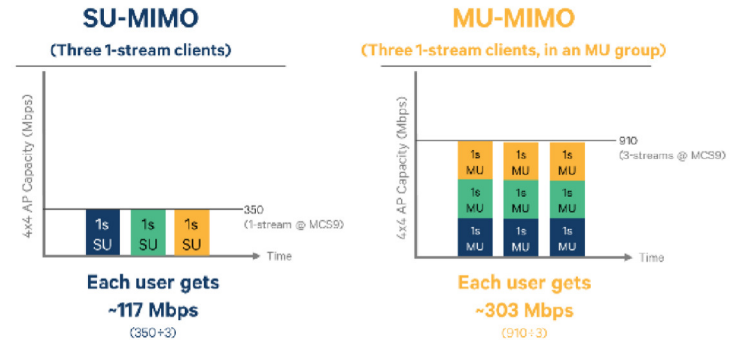 SU-MIMO
(Three 1-stream clients)
4x4 AP Capacity (Mbps)
1s
SU
1s
SU
1s
SU
350
(1-stream @ MCS9)
Time
Each user gets
~117 Mbps
(350÷3)
MU-MIMO
(Three 1-stream clients, in an MU group)
4x4 AP Capacity (Mbps)
1s
MU
1s
MU
1s
MU
1s
MU
1s
MU
1s
MU
1s
MU
1s
MU
1s
MU
910
(3-streams @ MCS9)
Time
Each user gets
~303 Mbps
(910÷3)